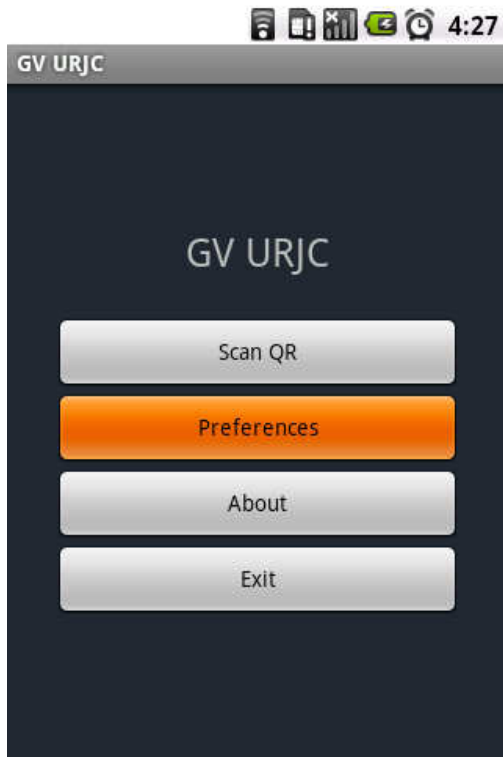 4:27
GV URJC
GV URJC
Scan QR
Preferences
About
Exit